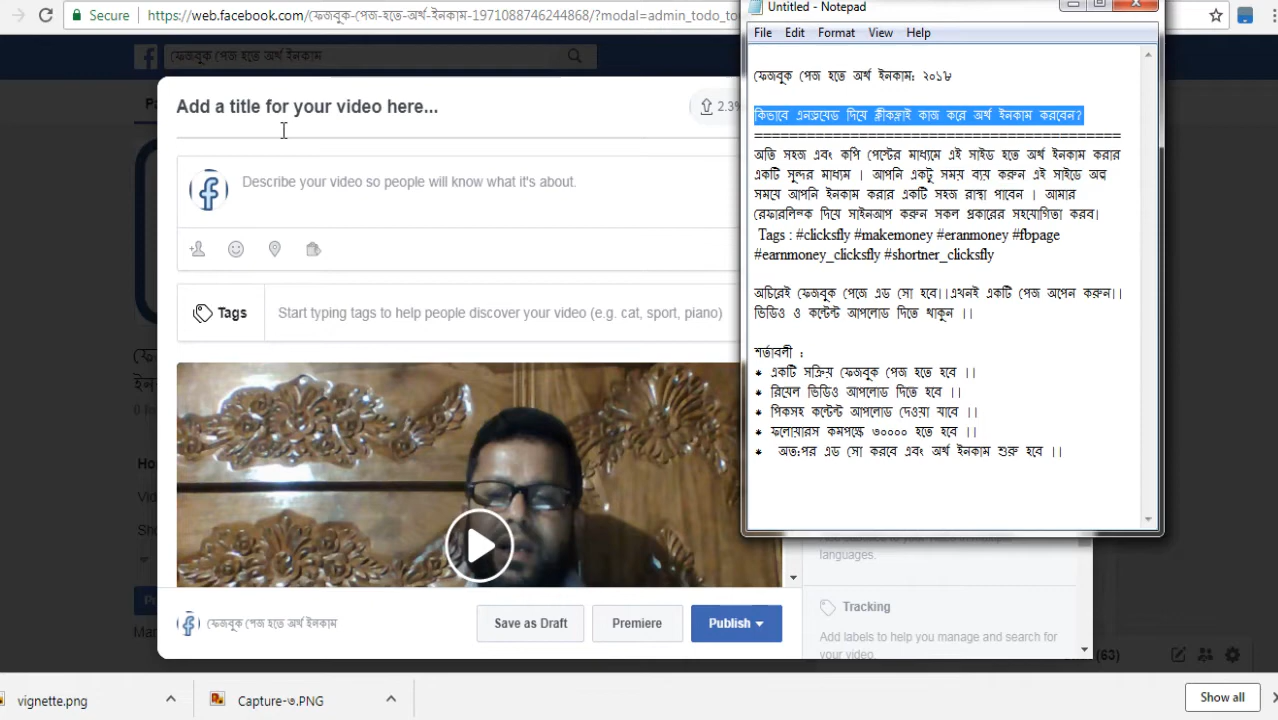 Secure https://web.facebook.com/ফেজবুক-পেজ-হতে-অর্থ-ইনকাম-1971088746244868/?modal=admin_todo_to
ফেজবুক পেজ হতে অর্থ ইনকাম
Add a title for your video here...
2.3%
Describe your video so people will know what it's about.
Tags
Start typing tags to help people discover your video (e.g. cat, sport, piano)
ফেজবুক পেজ হতে অর্থ ইনকাম
Save as Draft
Premiere
Publish
Untitled - Notepad
File Edit Format View Help
ফেজবুক পেজ হতে অর্থ ইনকাম: ২০১৮
কিভাবে এনড্রয়েড দিয়ে ক্লীকফ্লাই কাজ করে অর্থ ইনকাম করবেন?
===========================================
অতি সহজ এবং কপি পেস্টের মাধ্যমে এই সাইড হতে অর্থ ইনকাম করার
একটি সুন্দর মাধ্যম । আপনি একটু সময় ব্যয় করুন এই সাইডে অল্প
সময়ে আপনি ইনকাম করার একটি সহজ রাস্থা পাবেন । আমার
রেফারলিঙ্ক দিয়ে সাইনআপ করুন সকল প্রকারের সহযোগিতা করব।
Tags : #clicksfly #makemoney #eranmoney #fbpage
#earnmoney_clicksfly #shortner_clicksfly
অচিরেই ফেজবুক পেজে এড সো হবে।।এখনই একটি পেজ অপেন করুন।।
ভিডিও ও কন্টেন্ট আপলোড দিতে থাকুন ।।
শর্তাবলী :
* একটি সক্রিয় ফেজবুক পেজ হতে হবে ।।
* রিয়েল ভিডিও আপলোড দিতে হবে ।।
* পিকসহ কন্টেন্ট আপলোড দেওয়া যাবে ।।
* ফলোয়ারস কমপক্ষে ৩০০০০ হতে হবে ।।
* অত:পর এড সো করবে এবং অর্থ ইনকাম শুরু হবে ।।
languages.
Tracking
Add labels to help you manage and search for
your video.
(63)
vignette.png
Capture-৩.PNG
Show all